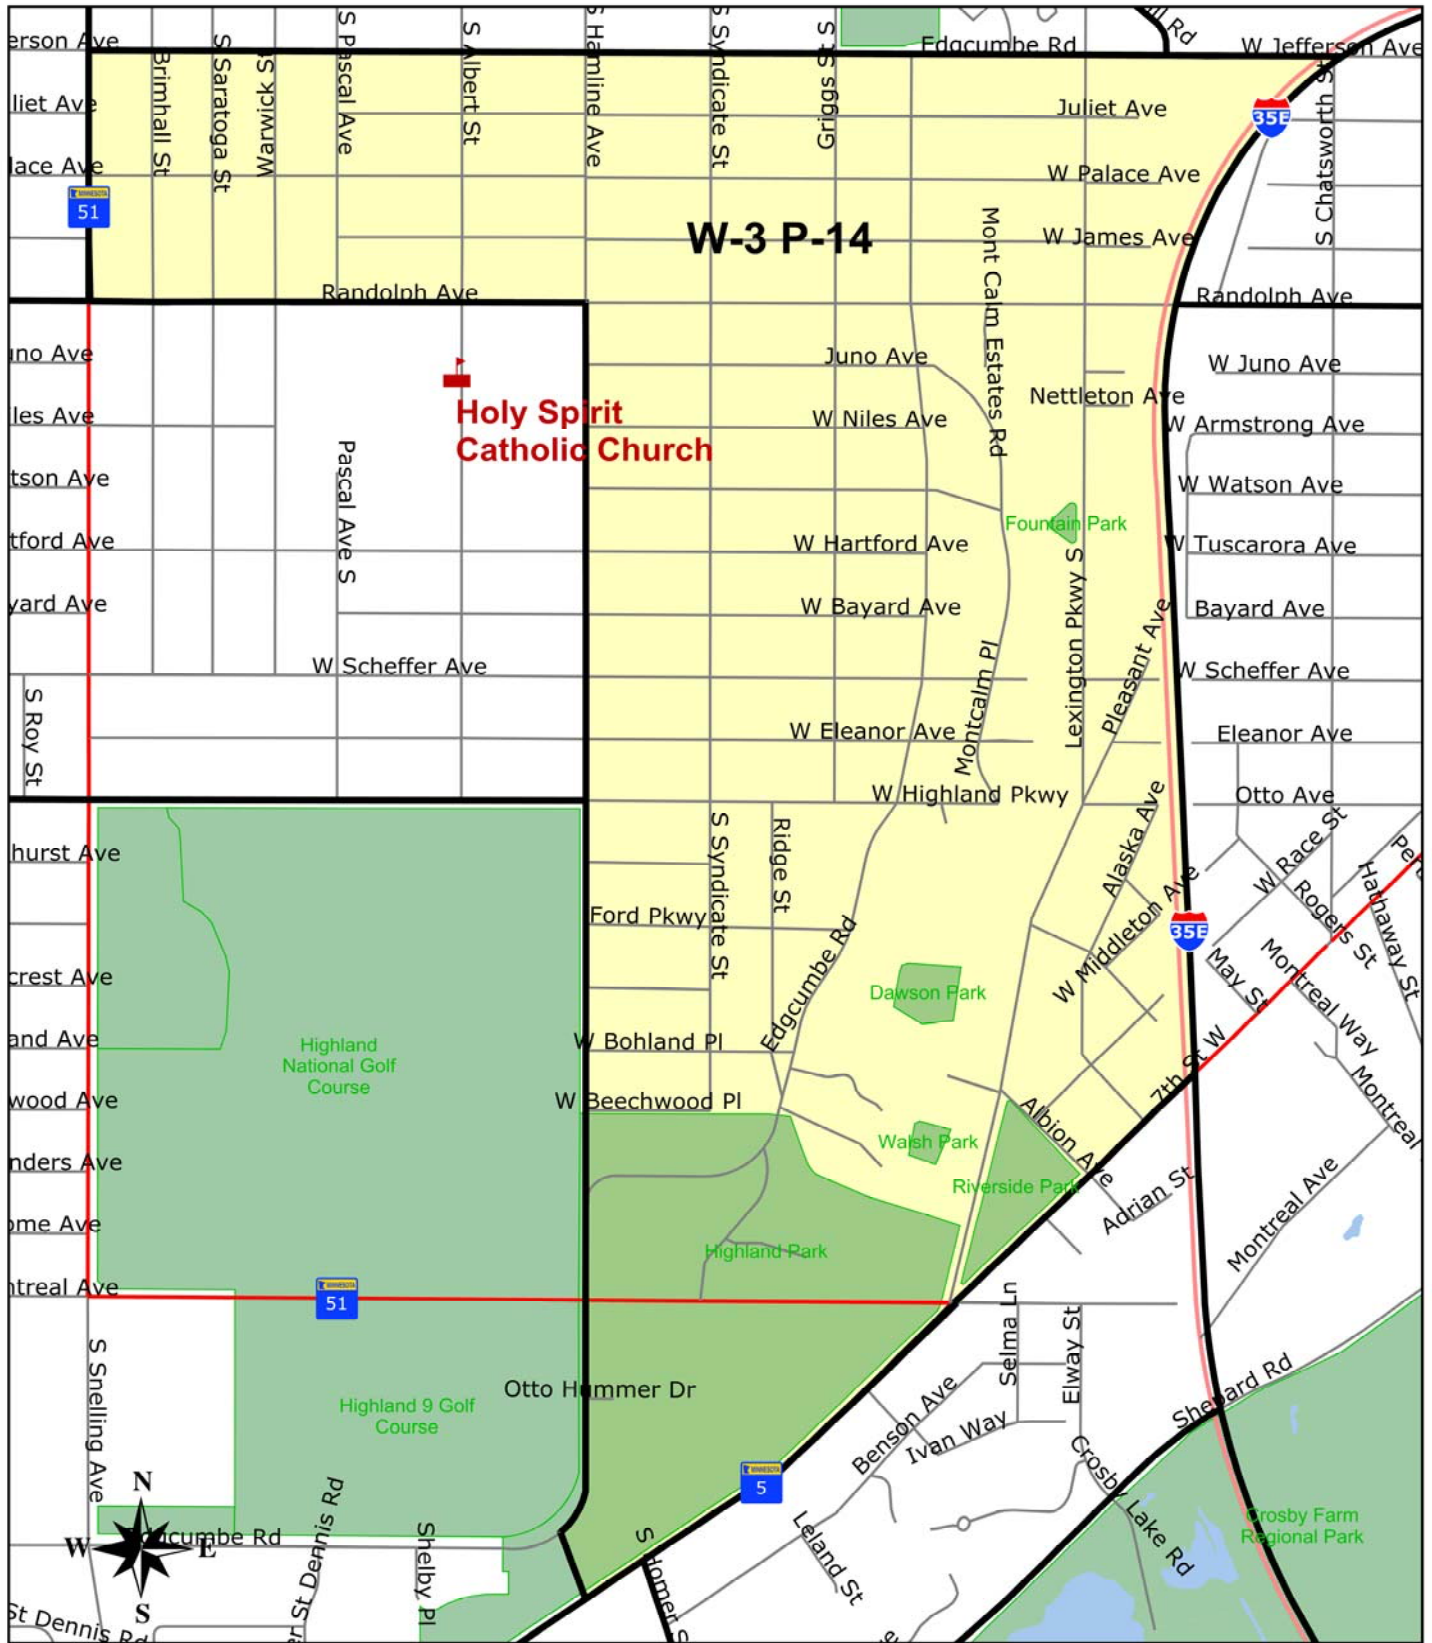 erson Ave
S Pascal Ave
S Albert St
S Hamline Ave
S Syndicate St
Griggs St S
Edgcumbe Rd
ill Rd
W Jefferson Ave
Brimhall St
S Saratoga St
Warwick St
liet Ave
Juliet Ave
35E
S Chatsworth St
lace Ave
W Palace Ave
MINNESOTA
51
W-3 P-14
Mont Calm Estates Rd
W James Ave
Randolph Ave
Randolph Ave
uno Ave
Juno Ave
W Juno Ave
Nettleton Ave
Holy Spirit
Catholic Church
les Ave
W Niles Ave
W Armstrong Ave
Pascal Ave S
tson Ave
W Watson Ave
Fountain Park
tford Ave
W Hartford Ave
W Tuscarora Ave
yard Ave
W Bayard Ave
Lexington Pkwy S
Pleasant Ave
Bayard Ave
W Scheffer Ave
Montcalm Pl
W Scheffer Ave
S Roy St
W Eleanor Ave
Eleanor Ave
W Highland Pkwy
Otto Ave
hurst Ave
S Syndicate St
Ridge St
Alaska Ave
W Race St
Ford Pkwy
Edgcumbe Rd
W Middleton Ave
35E
Rogers St
Hathaway St
crest Ave
Dawson Park
May St
Montreal Way
and Ave
Highland
National Golf
Course
W Bohland Pl
7th St W
wood Ave
W Beechwood Pl
Albion Ave
Montreal
Walsh Park
nders Ave
Riverside Park
Adrian St
Montreal Ave
ome Ave
Highland Park
ntreal Ave
MINNESOTA
51
Selma Ln
Elway St
S Snelling Ave
Otto Hummer Dr
Highland 9 Golf
Course
Benson Ave
Ivan Way
Shepard Rd
MINNESOTA
5
Crosby Lake Rd
Crosby Farm
Regional Park
N
W
E
S
Edgcumbe Rd
St Dennis Rd
er St Dennis Rd
Shelby Pl
S Homer S
Leland St